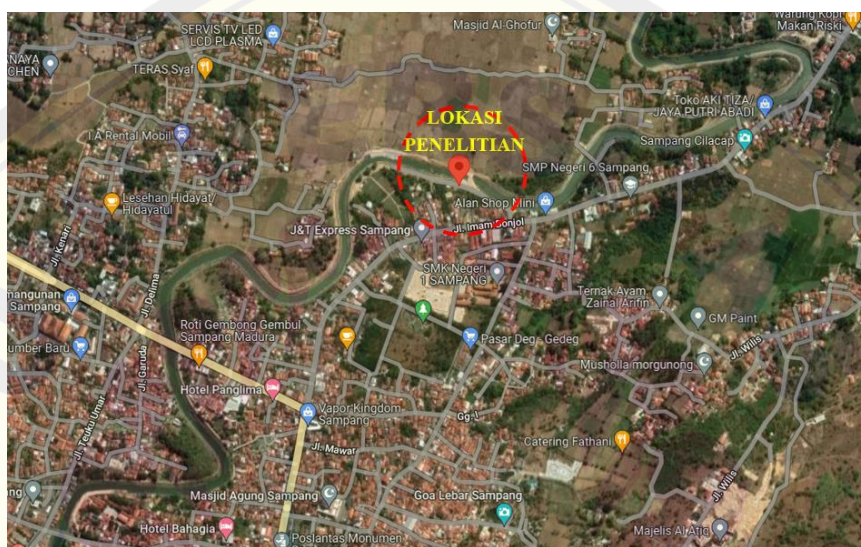 Warung Kopi
Makan Riski
SERVIS TV LED
LCD PLASMA
Masjid Al-Ghofur
TERAS Syaf
Toko AKI TIZA/
JAYA PUTRI ABADI
LOKASI
PENELITIAN
I.A Rental Mobil
Sampang Cilacap
SMP Negeri 6 Sampang
Lesehan Hidayat/
Hidayatul
Alan Shop Mini
J&T Express Sampang
Jl. Imam Bonjol
Jl. Kenari
Jl. Delima
SMK Negeri
1 SAMPANG
Ternak Ayam
Zainal Arifin
GM Paint
Sampang
Roti Gembong Gembul
Sampang Madura
Pasar Deg - Gedeg
Jl. Wilis
Jl. Garuda
Musholla morgunong
Hotel Panglima
Vapor Kingdom
Sampang
Gg. I
Jl. Teuku Umar
Jl. Mawar
Catering Fathani
Jl. Wilis
Masjid Agung Sampang
Goa Lebar Sampang
Hotel Bahagia
Majelis Al Atiq
Poslantas Monumen